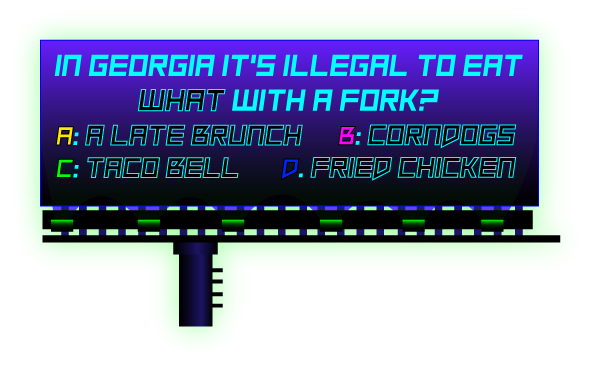 IN GEORGIA IT'S ILLEGAL TO EAT
WHAT WITH A FORK?
A: A LATE BRUNCH B: CORNDOGS
C: TACO BELL D. FRIED CHICKEN